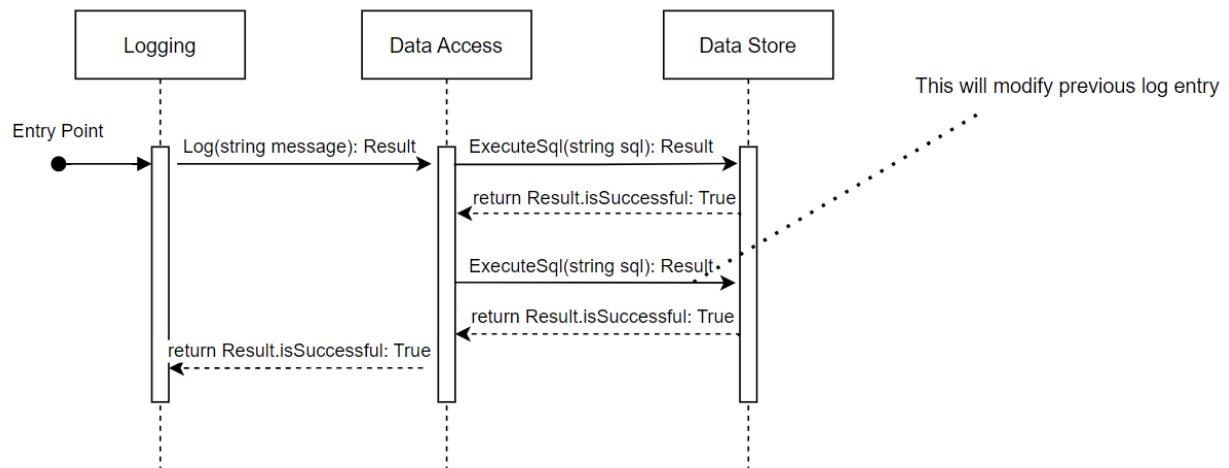 Logging
Data Access
Data Store
This will modify previous log entry
Entry Point
Log(string message): Result
ExecuteSql(string sql): Result
return Result.isSuccessful: True
ExecuteSql(string sql): Result
return Result.isSuccessful: True
return Result.isSuccessful: True